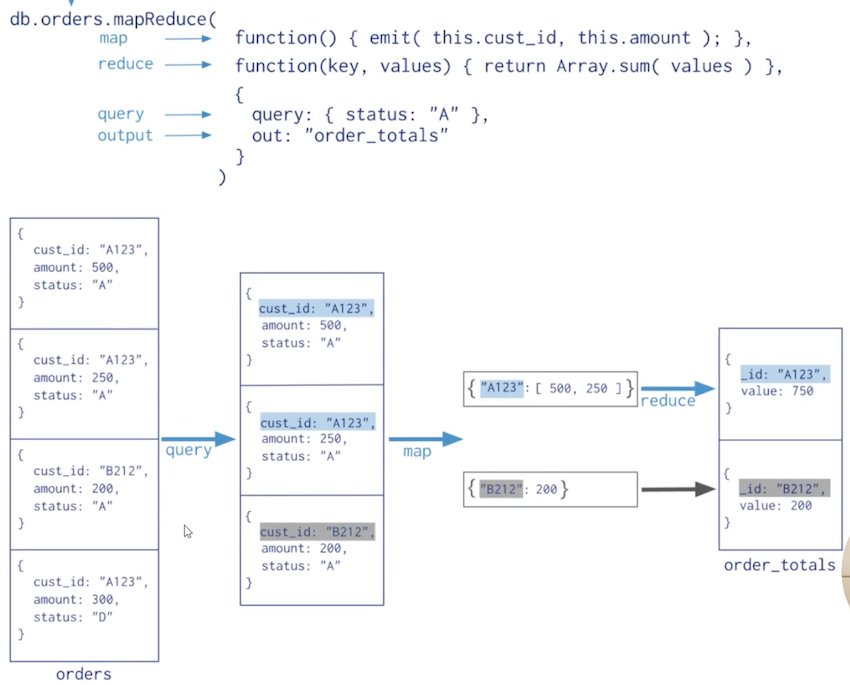 db.orders.mapReduce(
map function() { emit( this.cust_id, this.amount ); },
reduce function(key, values) { return Array.sum( values ) },
{
query query: { status: "A" },
output out: "order_totals"
}
)
{
cust_id: "A123",
amount: 500,
status: "A"
}
{
cust_id: "A123",
amount: 250,
status: "A"
}
{
cust_id: "B212",
amount: 200,
status: "A"
}
{
cust_id: "A123",
amount: 300,
status: "D"
}
orders
query
{
cust_id: "A123",
amount: 500,
status: "A"
}
{
cust_id: "A123",
amount: 250,
status: "A"
}
{
cust_id: "B212",
amount: 200,
status: "A"
}
map
{ "A123": [ 500, 250 ] }
reduce
{ "B212": 200 }
{
_id: "A123",
value: 750
}
{
_id: "B212",
value: 200
}
order_totals